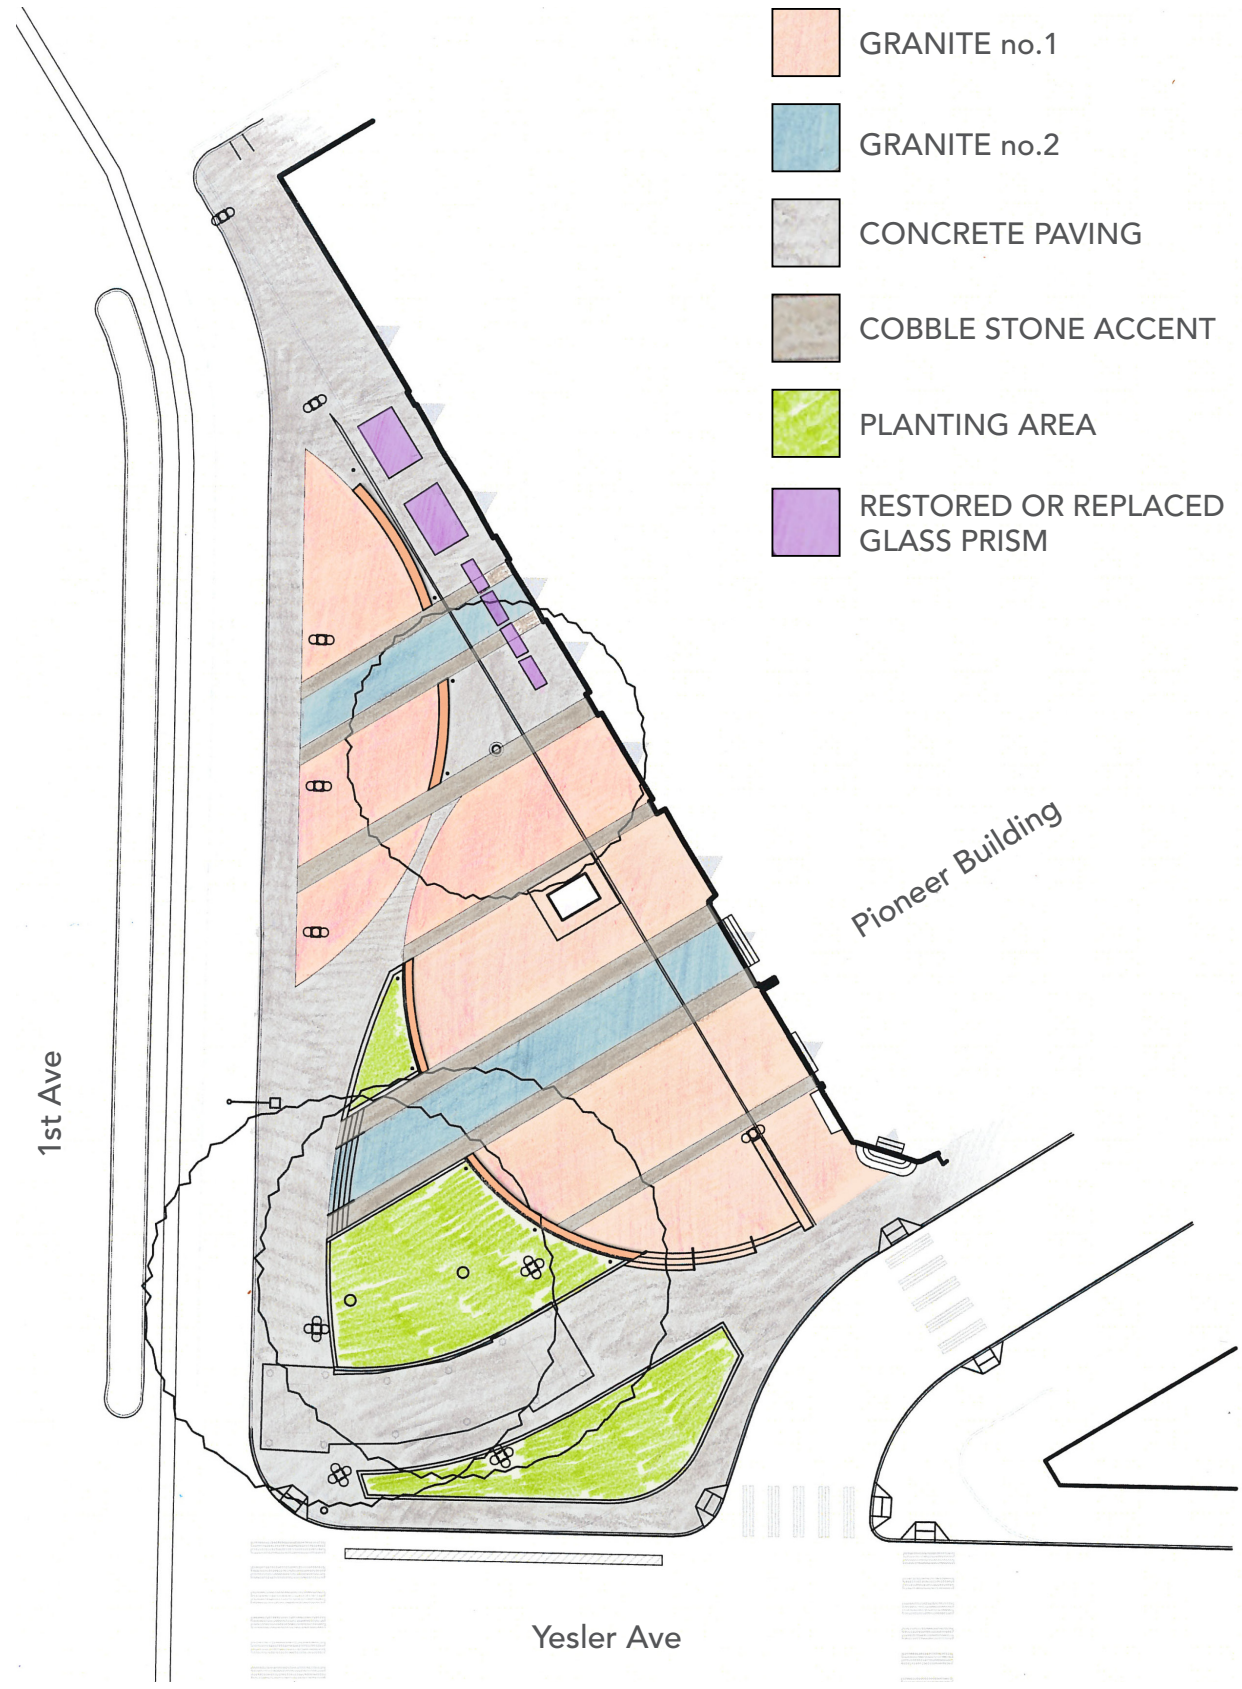 GRANITE no.1
GRANITE no.2
CONCRETE PAVING
COBBLE STONE ACCENT
PLANTING AREA
RESTORED OR REPLACED
GLASS PRISM
Pioneer Building
1st Ave
Yesler Ave